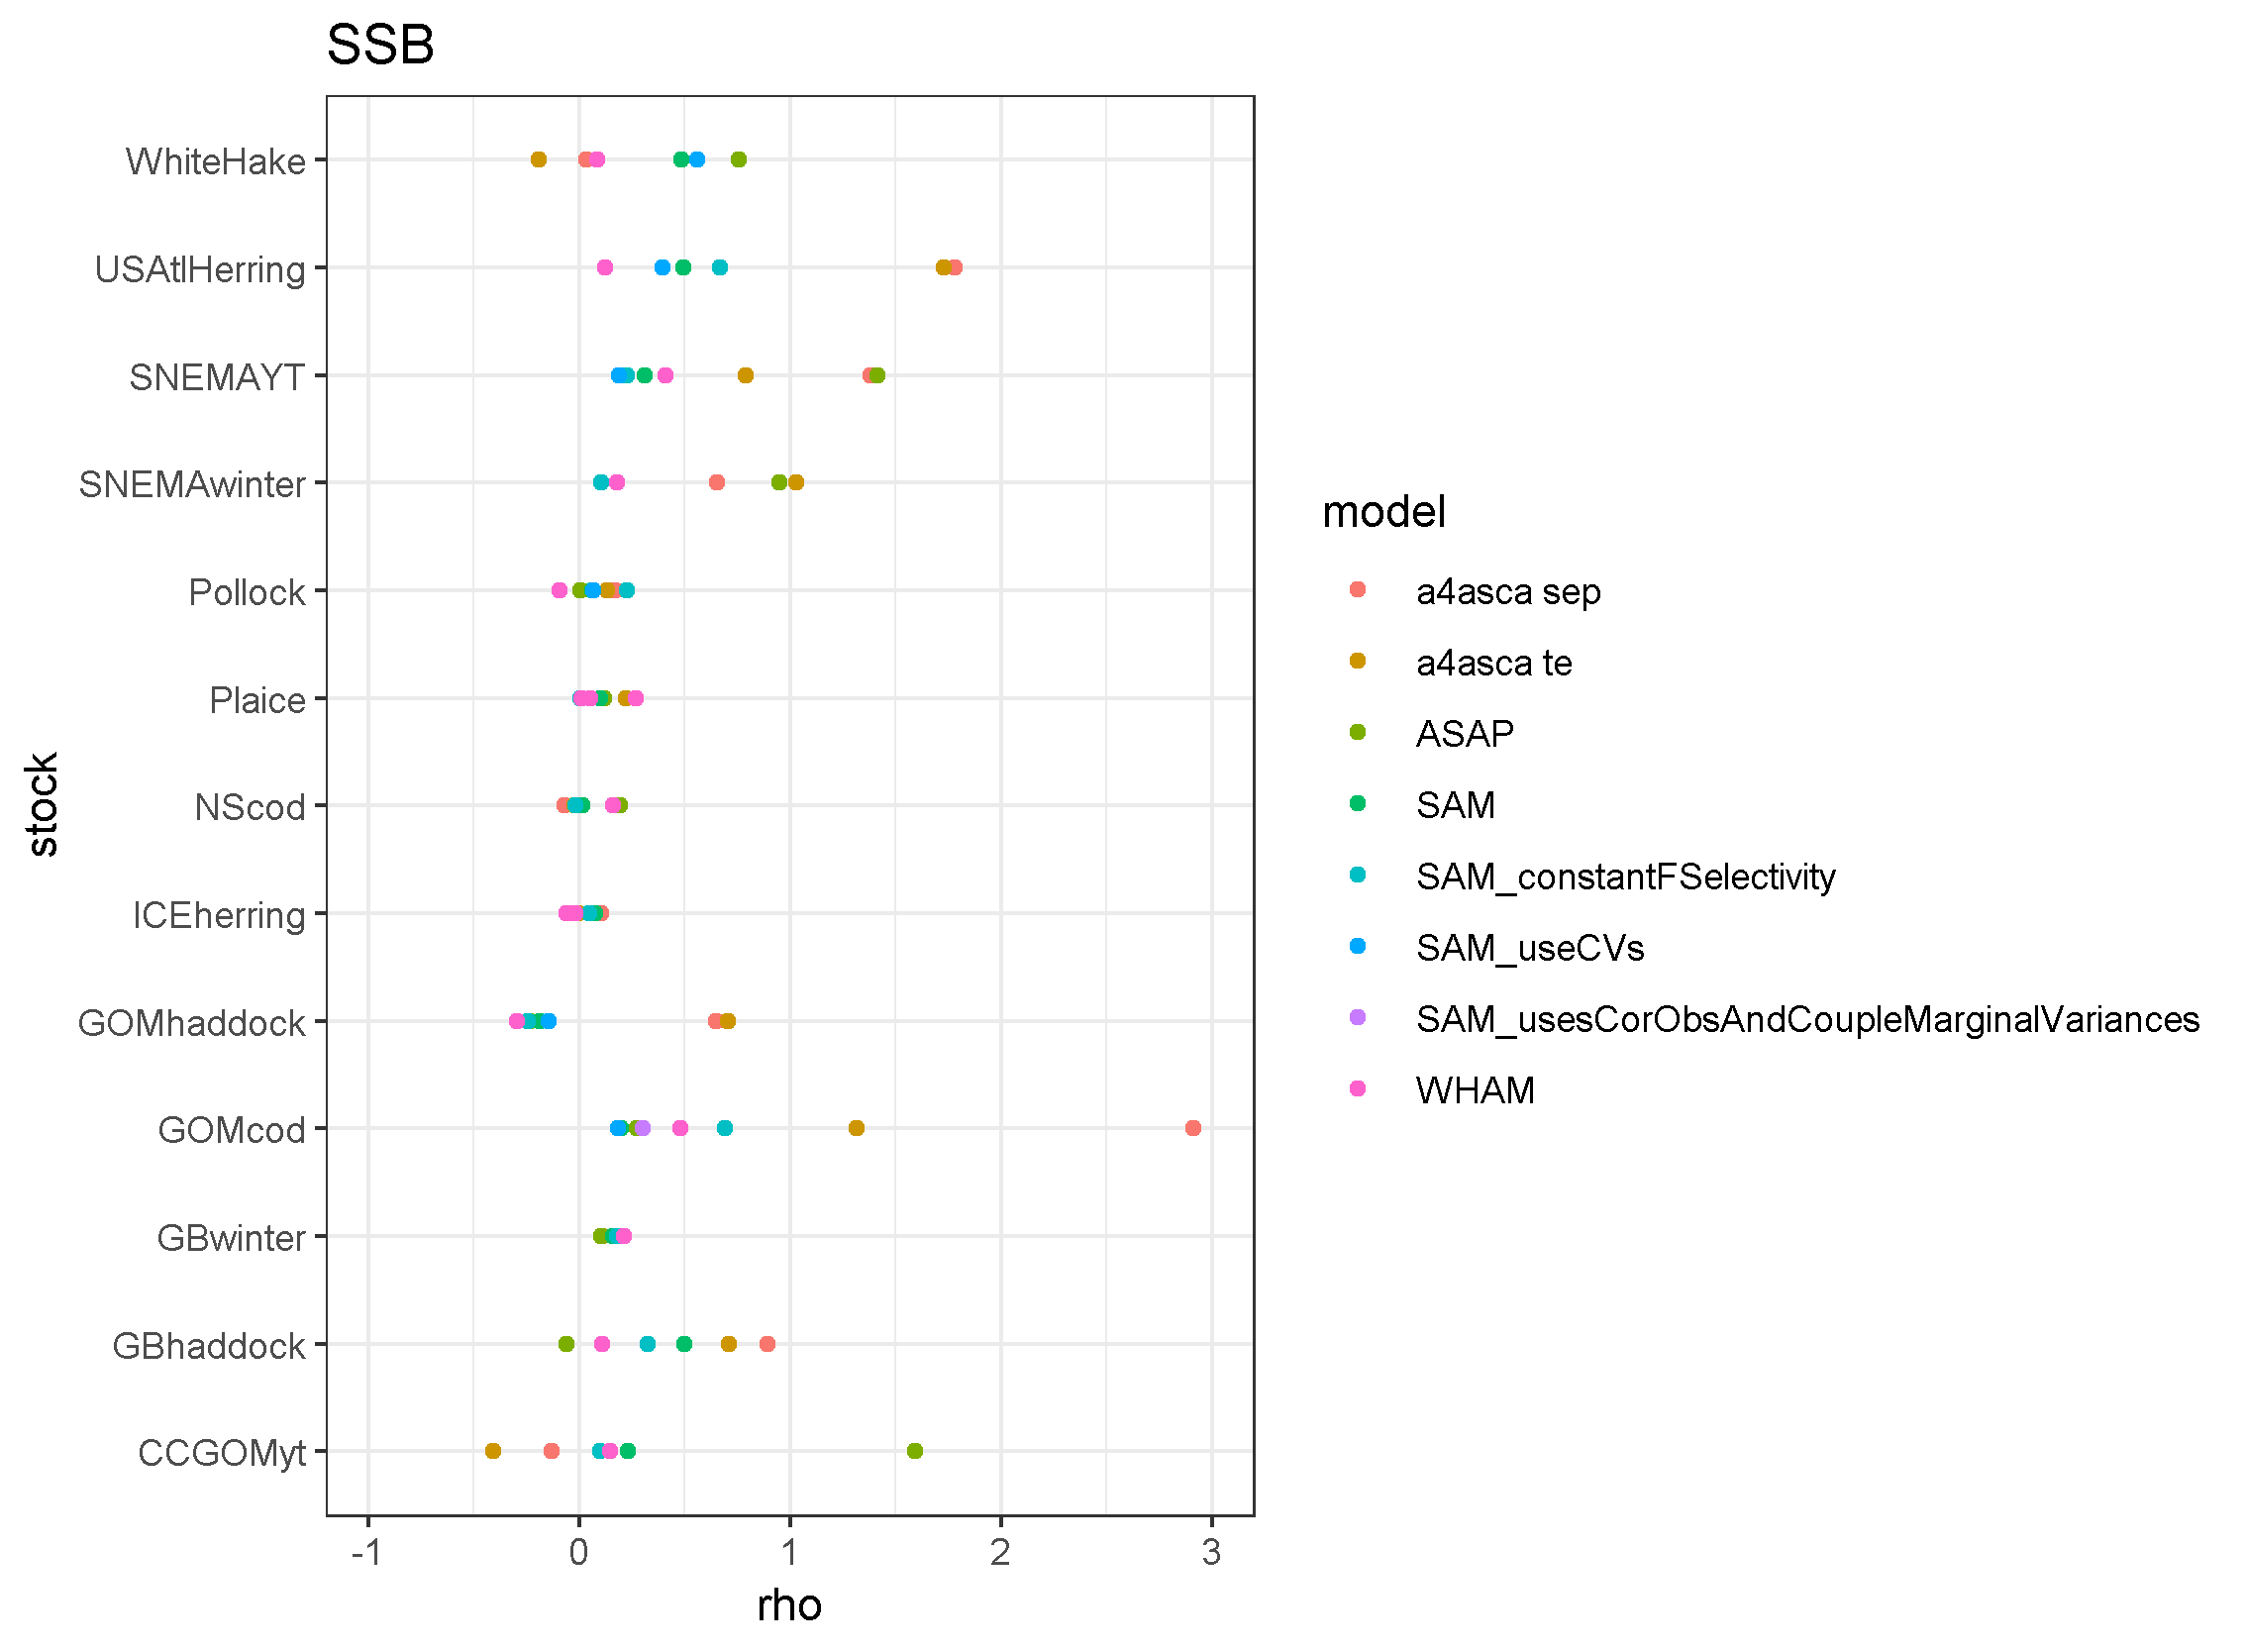 SSB
stock
WhiteHake
USAtlHerring
SNEMAYT
SNEMAwinter
Pollock
Plaice
NScod
ICEherring
GOMhaddock
GOMcod
GBwinter
GBhaddock
CCGOMyt
-1 0 1 2 3
rho
model
a4asca sep
a4asca te
ASAP
SAM
SAM_constantFSelectivity
SAM_useCVs
SAM_usesCorObsAndCoupleMarginalVariances
WHAM